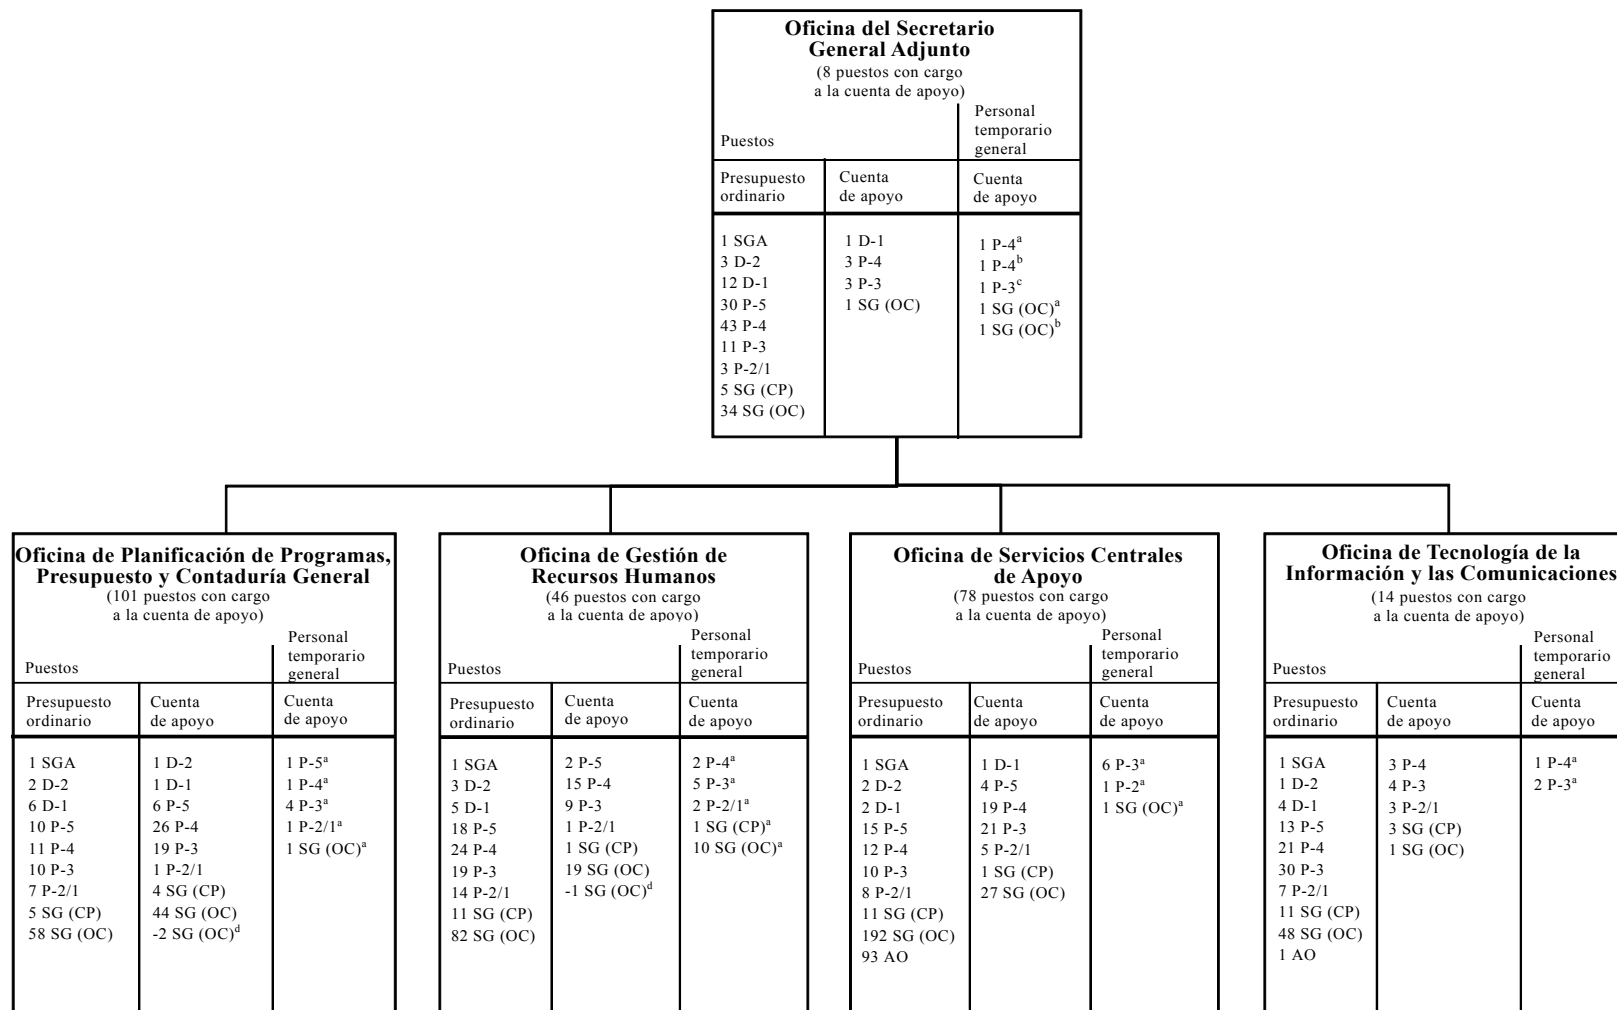 Oficina del Secretario
General Adjunto
(8 puestos con cargo
a la cuenta de apoyo)
Puestos
Personal
temporario
general
Presupuesto
ordinario
Cuenta
de apoyo
Cuenta
de apoyo
1 SGA
3 D-2
12 D-1
30 P-5
43 P-4
11 P-3
3 P-2/1
5 SG (CP)
34 SG (OC)
1 D-1
3 P-4
3 P-3
1 SG (OC)
1 P-4a
1 P-4b
1 P-3c
1 SG (OC)a
1 SG (OC)b
Oficina de Planificación de Programas,
Presupuesto y Contaduría General
(101 puestos con cargo
a la cuenta de apoyo)
Puestos
Personal
temporario
general
Presupuesto
ordinario
Cuenta
de apoyo
Cuenta
de apoyo
1 SGA
2 D-2
6 D-1
10 P-5
11 P-4
10 P-3
7 P-2/1
5 SG (CP)
58 SG (OC)
1 D-2
1 D-1
6 P-5
26 P-4
19 P-3
1 P-2/1
4 SG (CP)
44 SG (OC)
-2 SG (OC)d
1 P-5a
1 P-4a
4 P-3a
1 P-2/1a
1 SG (OC)a
Oficina de Gestión de
Recursos Humanos
(46 puestos con cargo
a la cuenta de apoyo)
Puestos
Personal
temporario
general
Presupuesto
ordinario
Cuenta
de apoyo
Cuenta
de apoyo
1 SGA
3 D-2
5 D-1
18 P-5
24 P-4
19 P-3
14 P-2/1
11 SG (CP)
82 SG (OC)
2 P-5
15 P-4
9 P-3
1 P-2/1
1 SG (CP)
19 SG (OC)
-1 SG (OC)d
2 P-4a
5 P-3a
2 P-2/1a
1 SG (CP)a
10 SG (OC)a
Oficina de Servicios Centrales
de Apoyo
(78 puestos con cargo
a la cuenta de apoyo)
Puestos
Personal
temporario
general
Presupuesto
ordinario
Cuenta
de apoyo
Cuenta
de apoyo
1 SGA
2 D-2
2 D-1
15 P-5
12 P-4
10 P-3
8 P-2/1
11 SG (CP)
192 SG (OC)
93 AO
1 D-1
4 P-5
19 P-4
21 P-3
5 P-2/1
1 SG (CP)
27 SG (OC)
6 P-3a
1 P-2a
1 SG (OC)a
Oficina de Tecnología de la
Información y las Comunicaciones
(14 puestos con cargo
a la cuenta de apoyo)
Puestos
Personal
temporario
general
Presupuesto
ordinario
Cuenta
de apoyo
Cuenta
de apoyo
1 SGA
1 D-2
4 D-1
13 P-5
21 P-4
30 P-3
7 P-2/1
11 SG (CP)
48 SG (OC)
1 AO
3 P-4
4 P-3
3 P-2/1
3 SG (CP)
1 SG (OC)
1 P-4a
2 P-3a